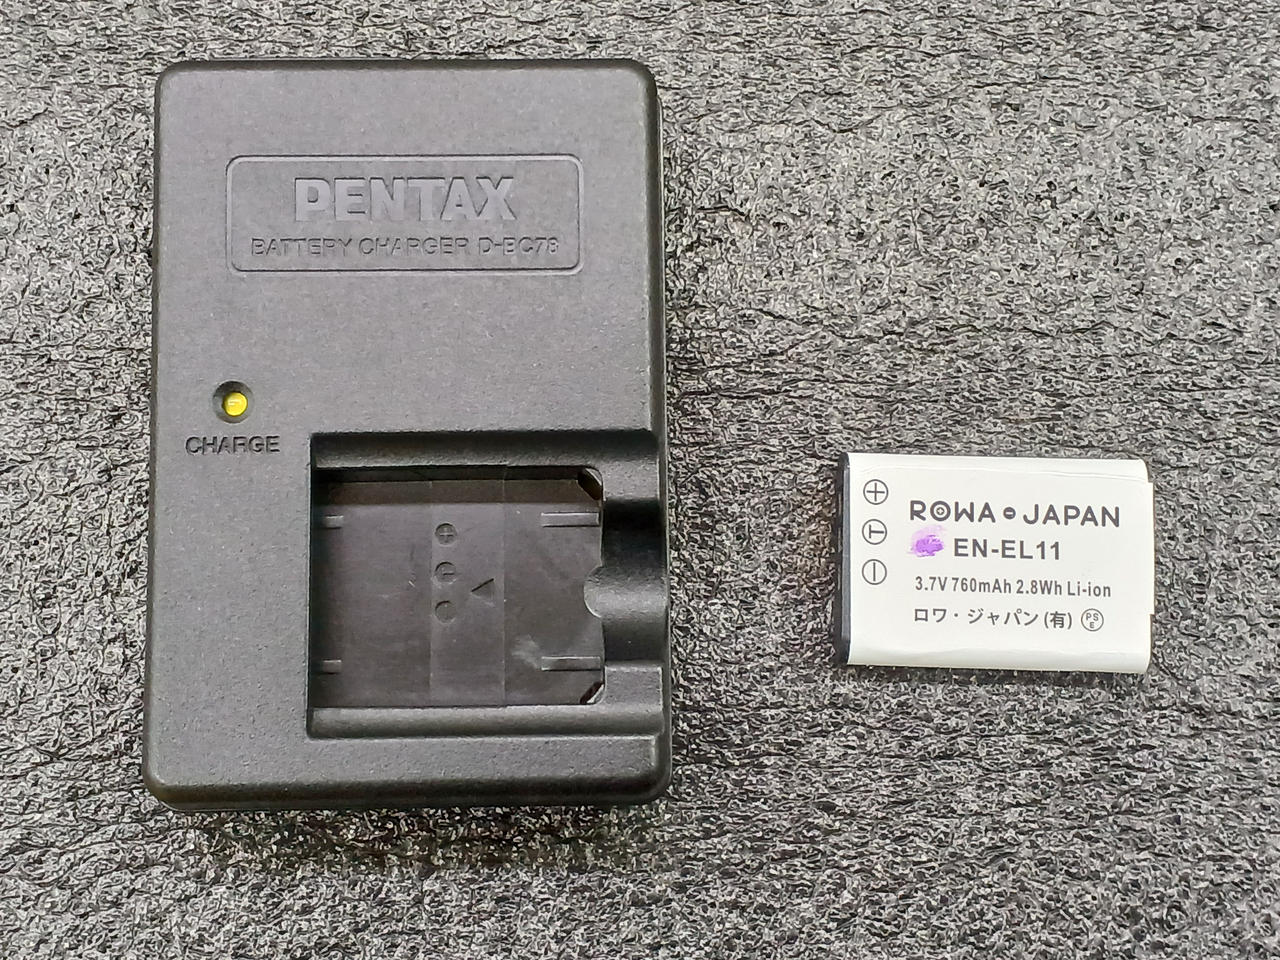 PENTAX
BATTERY CHARGER D-BC78
CHARGE
ROWA JAPAN
EN-EL11
3.7V 760mAh 2.8Wh Li-ion
ロワ・ジャパン(有) PSE